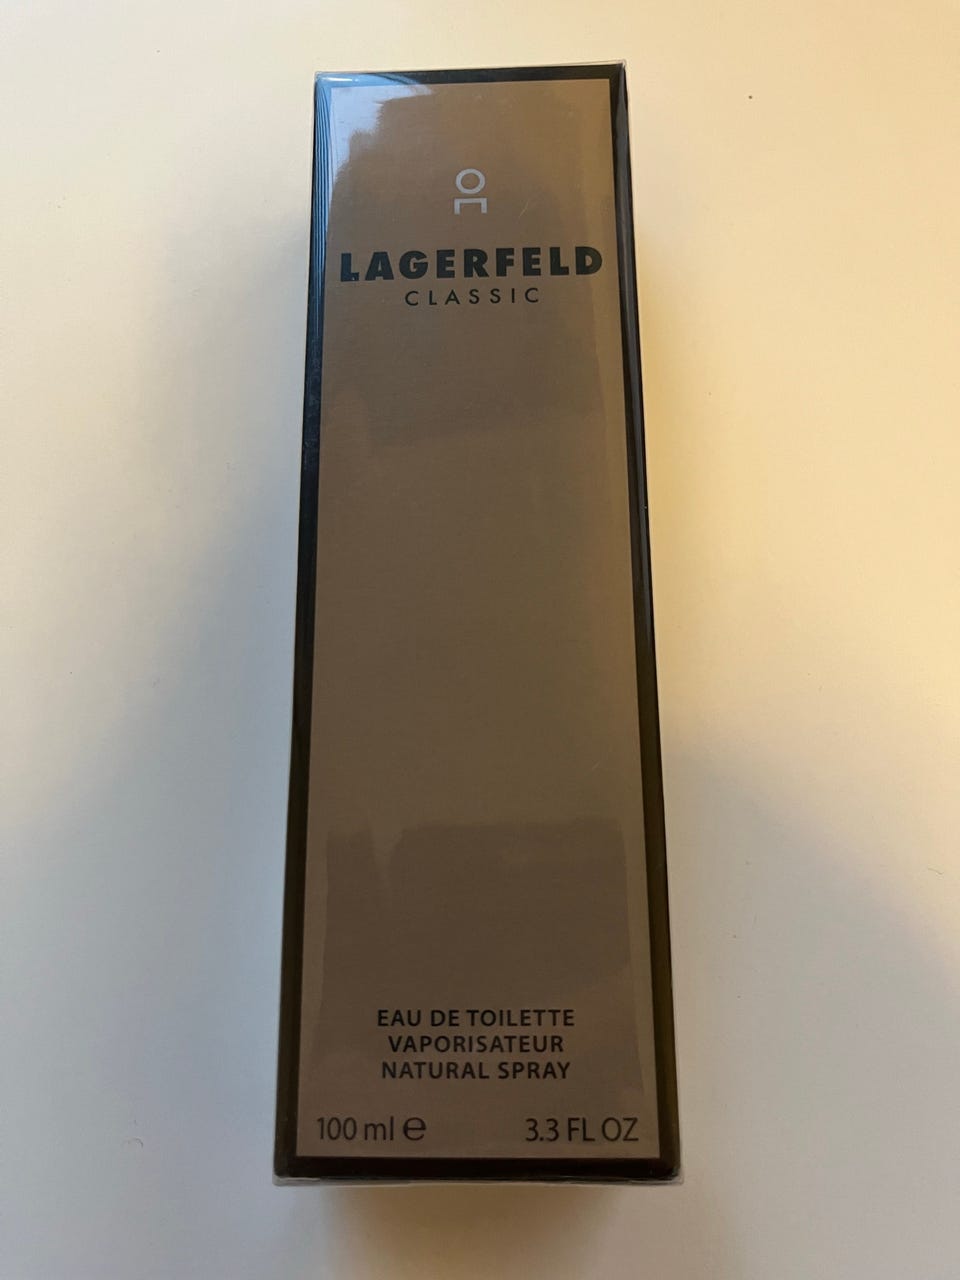 LAGERFELD
CLASSIC
EAU DE TOILETTE
VAPORISATEUR
NATURAL SPRAY
100 ml ℮ 3.3 FL OZ